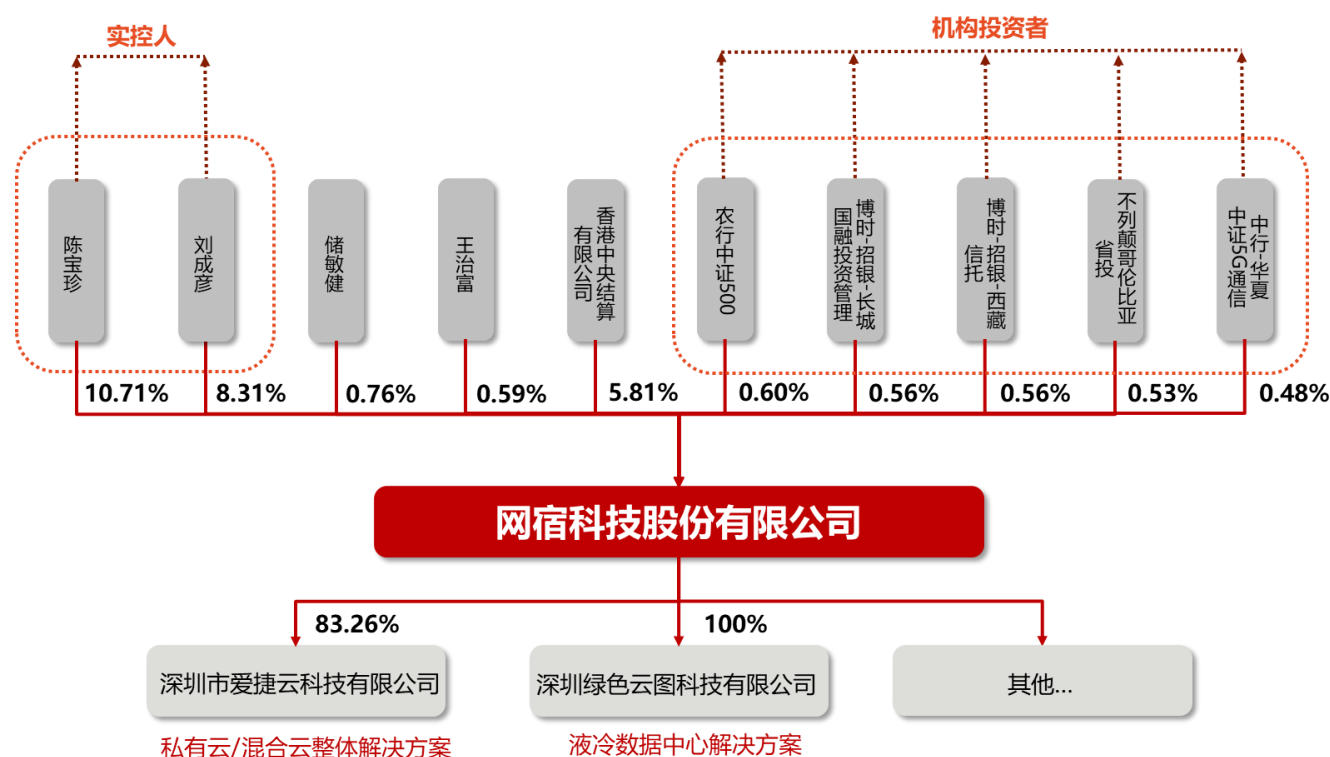 实控人
机构投资者
陈宝珍
刘成彦
储敏健
王治富
香港中央结算
有限公司
农行中证500
博时-招银-长城
国融投资管理
博时-招银-西藏
信托
不列颠哥伦比亚
省投
中行-华夏
中证5G通信
10.71%
8.31%
0.76%
0.59%
5.81%
0.60%
0.56%
0.56%
0.53%
0.48%
网宿科技股份有限公司
83.26%
100%
深圳市爱捷云科技有限公司
深圳绿色云图科技有限公司
其他...
私有云/混合云整体解决方案
液冷数据中心解决方案